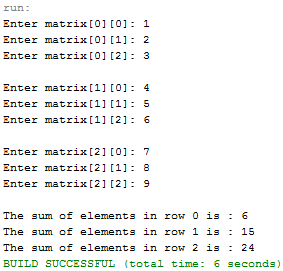 run:
Enter matrix[0][0]: 1
Enter matrix[0][1]: 2
Enter matrix[0][2]: 3
Enter matrix[1][0]: 4
Enter matrix[1][1]: 5
Enter matrix[1][2]: 6
Enter matrix[2][0]: 7
Enter matrix[2][1]: 8
Enter matrix[2][2]: 9
The sum of elements in row 0 is : 6
The sum of elements in row 1 is : 15
The sum of elements in row 2 is : 24
BUILD SUCCESSFUL (total time: 6 seconds)